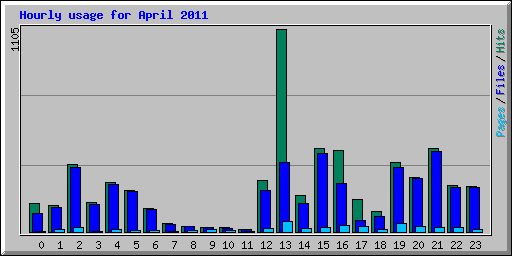 Hourly usage for April 2011
1105
Pages/Files/Hits
0 1 2 3 4 5 6 7 8 9 10 11 12 13 14 15 16 17 18 19 20 21 22 23